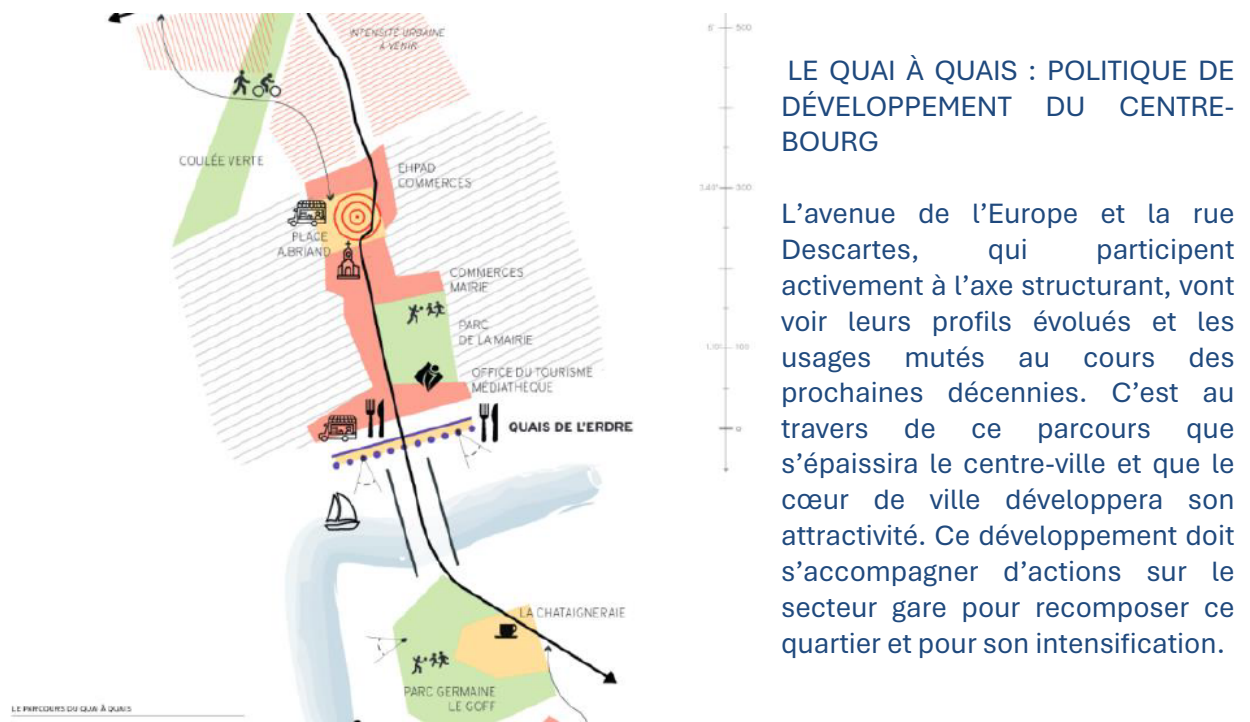 INTENSITÉ URBAINE
À VENIR
COULÉE VERTE
EHPAD
COMMERCES
PLACE
A.BRIAND
COMMERCES
MAIRIE
PARC
DE LA MAIRIE
OFFICE DU TOURISME
MÉDIATHÈQUE
QUAIS DE L'ERDRE
LA CHATAIGNERAIE
PARC GERMAINE
LE GOFF
LE PARCOURS DU QUAI À QUAIS
500
300
100
0
LE QUAI À QUAIS : POLITIQUE DE
DÉVELOPPEMENT DU CENTRE-
BOURG
L’avenue de l’Europe et la rue
Descartes, qui participent
activement à l’axe structurant, vont
voir leurs profils évolués et les
usages mutés au cours des
prochaines décennies. C’est au
travers de ce parcours que
s’épaissira le centre-ville et que le
cœur de ville développera son
attractivité. Ce développement doit
s’accompagner d’actions sur le
secteur gare pour recomposer ce
quartier et pour son intensification.